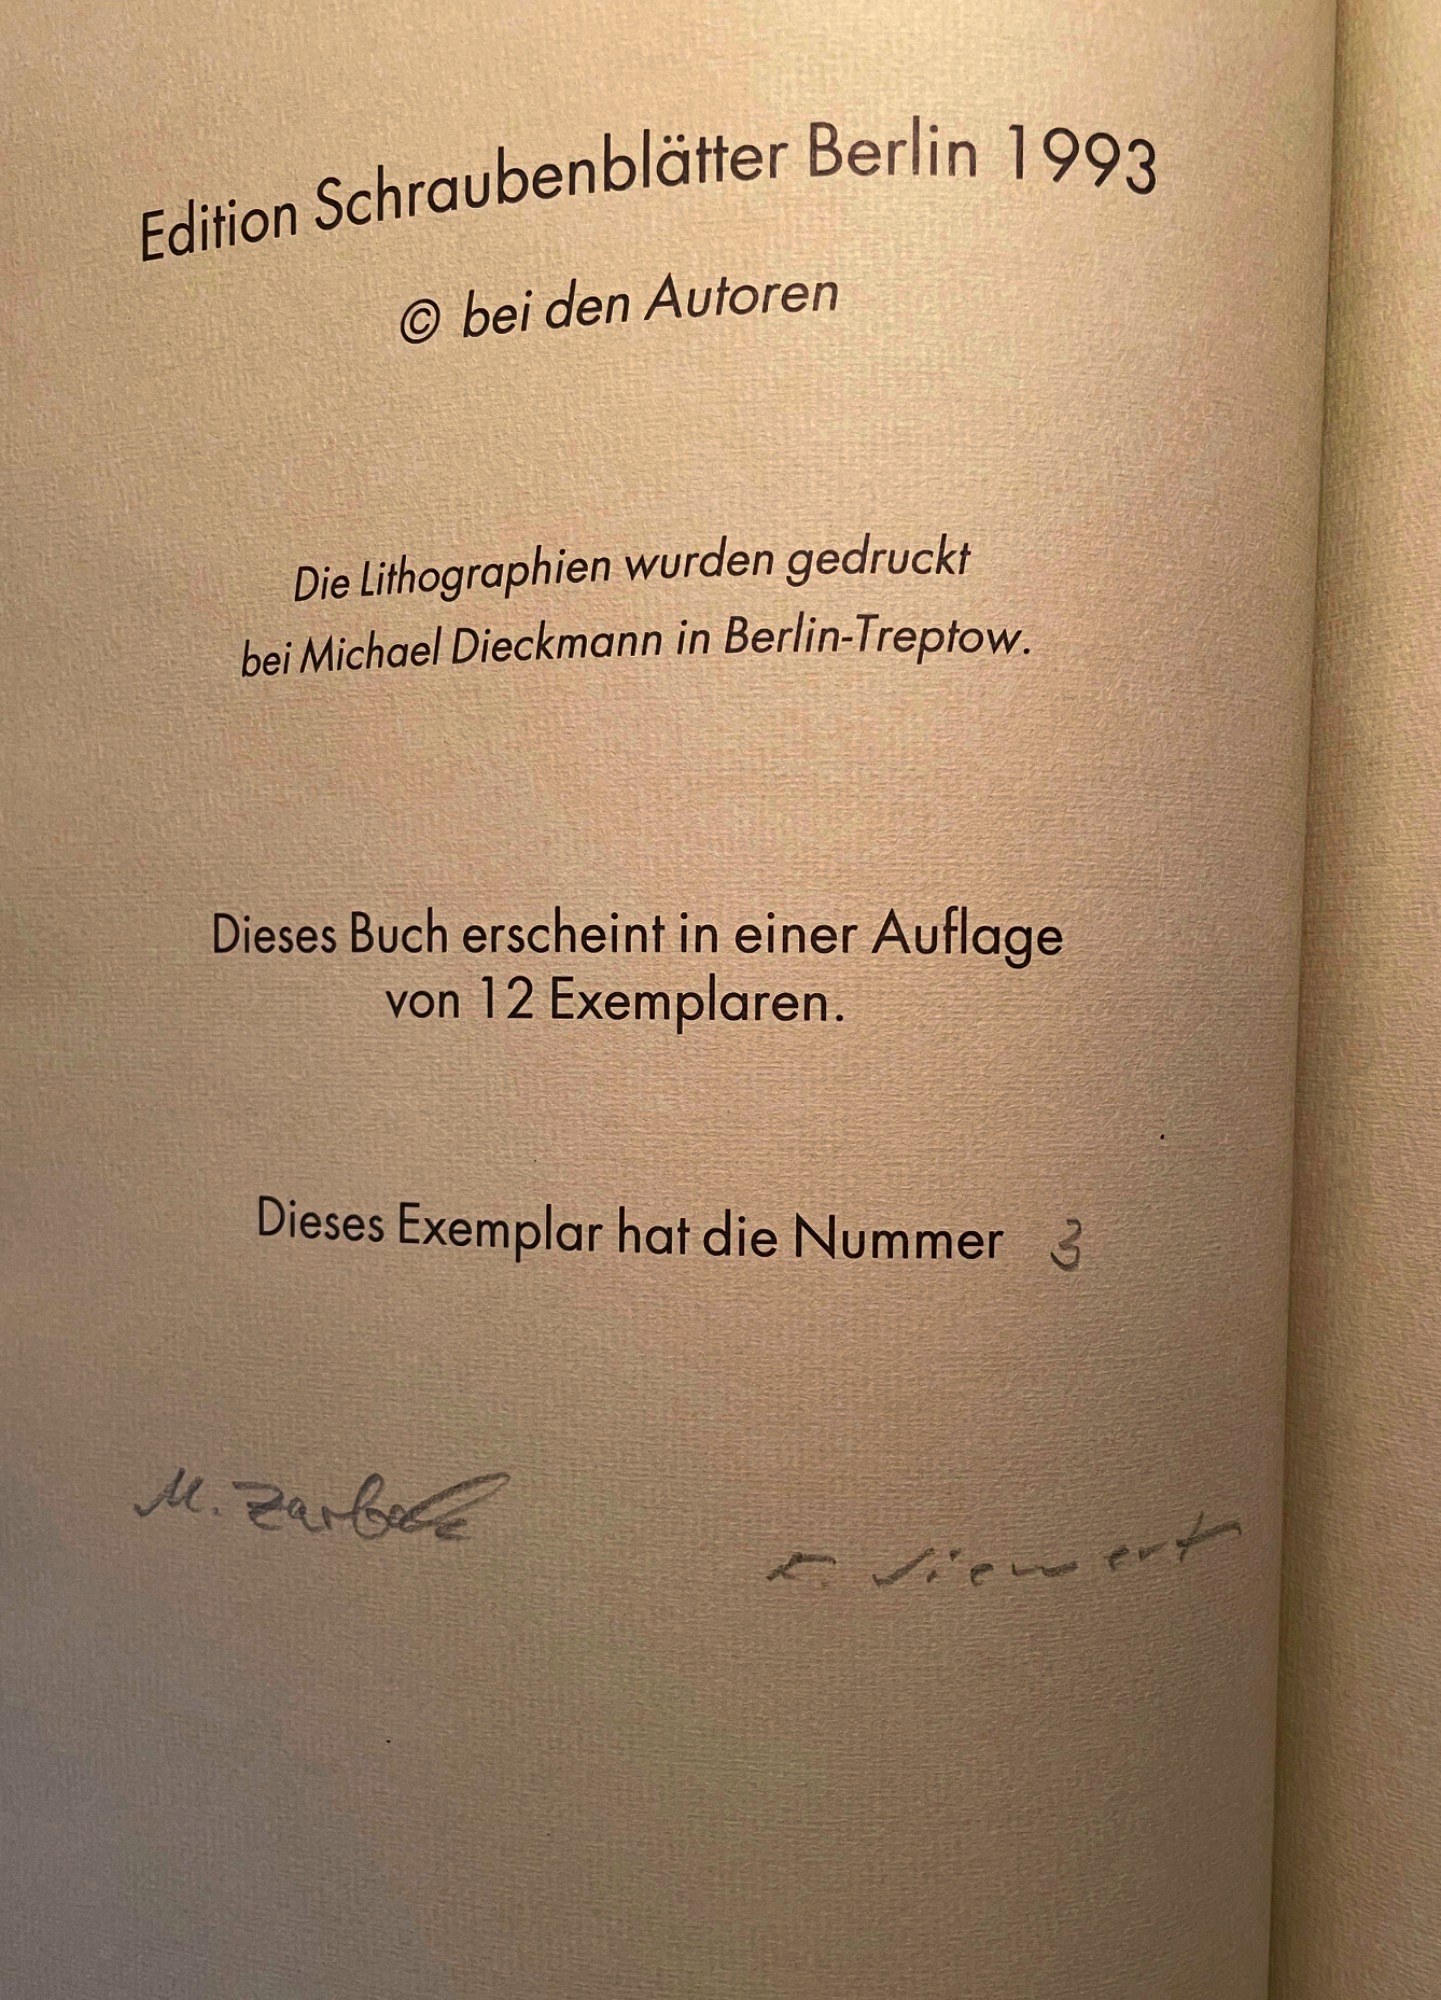 Edition Schraubenblätter Berlin 1993
© bei den Autoren
Die Lithographien wurden gedruckt
bei Michael Dieckmann in Berlin-Treptow.
Dieses Buch erscheint in einer Auflage
von 12 Exemplaren.
Dieses Exemplar hat die Nummer 3
M.
Siewert